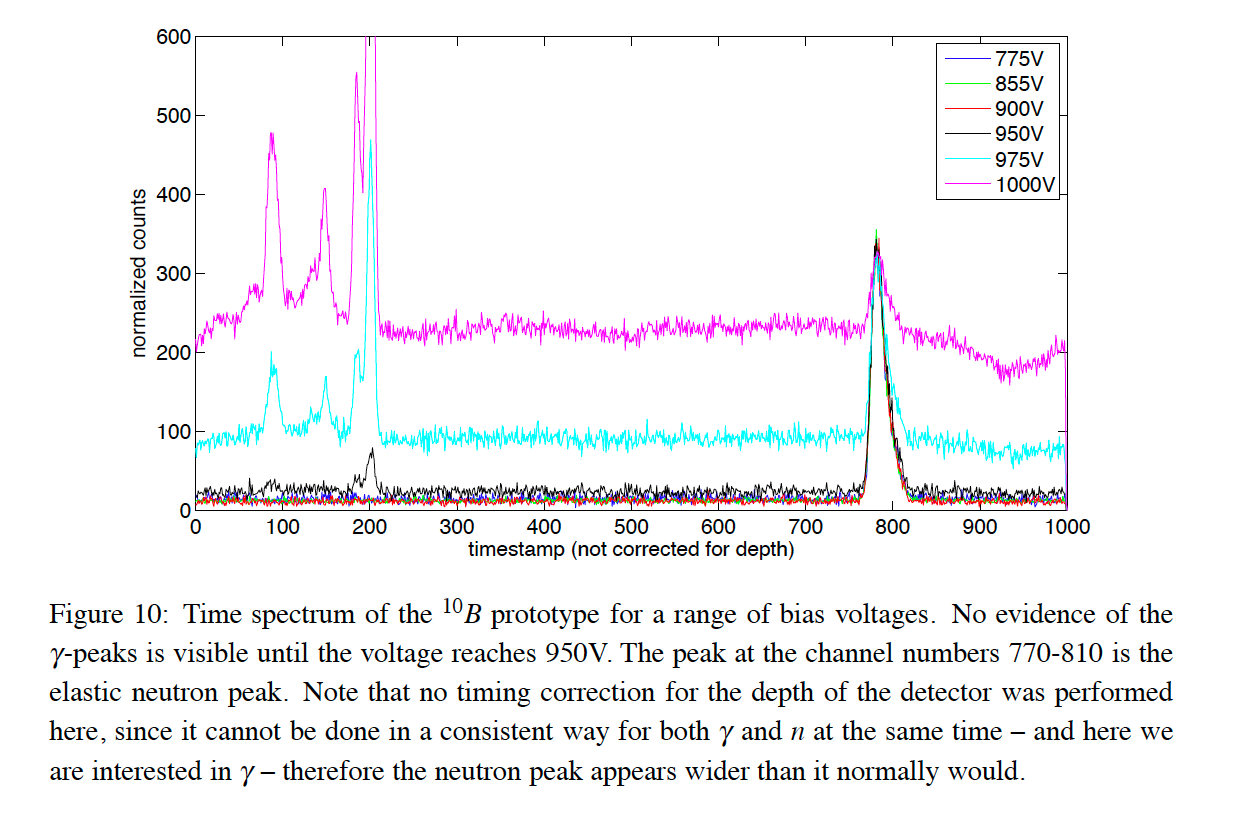 600
500
400
300
200
100
0
normalized counts
775V
855V
900V
950V
975V
1000V
0 100 200 300 400 500 600 700 800 900 1000
timestamp (not corrected for depth)
Figure 10: Time spectrum of the ¹⁰B prototype for a range of bias voltages. No evidence of the
γ-peaks is visible until the voltage reaches 950V. The peak at the channel numbers 770-810 is the
elastic neutron peak. Note that no timing correction for the depth of the detector was performed
here, since it cannot be done in a consistent way for both γ and n at the same time – and here we
are interested in γ – therefore the neutron peak appears wider than it normally would.